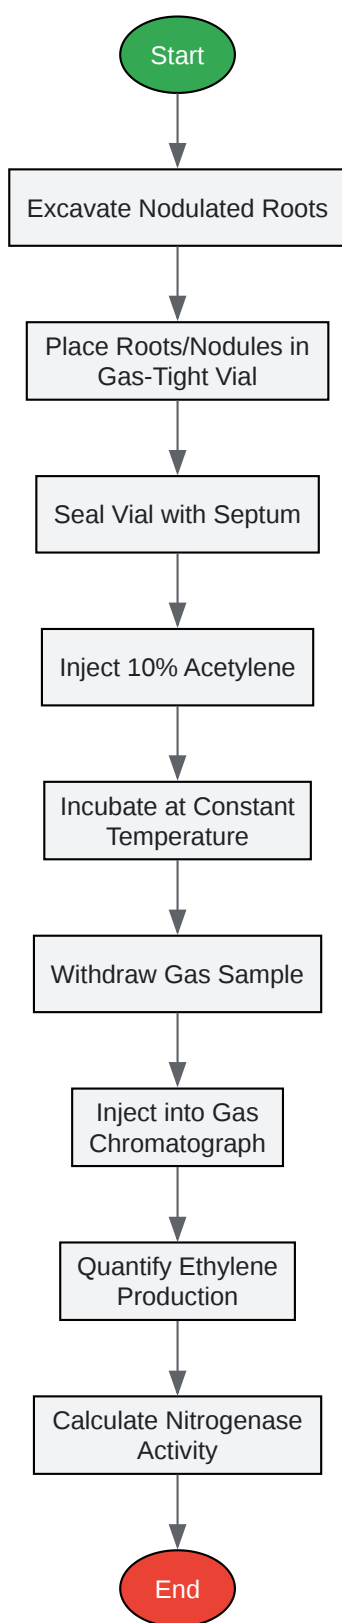 Start
Excavate Nodulated Roots
Place Roots/Nodules in
Gas-Tight Vial
Seal Vial with Septum
Inject 10% Acetylene
Incubate at Constant
Temperature
Withdraw Gas Sample
Inject into Gas
Chromatograph
Quantify Ethylene
Production
Calculate Nitrogenase
Activity
End